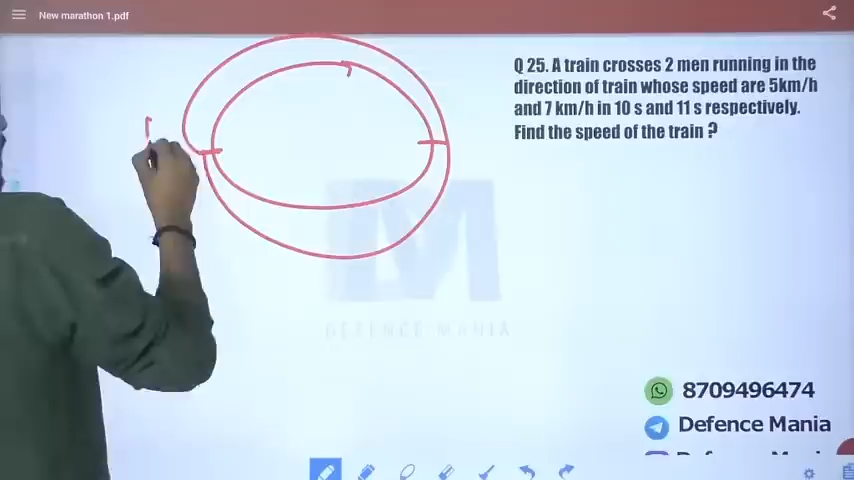 New marathon 1.pdf
Q 25. A train crosses 2 men running in the
direction of train whose speed are 5km/h
and 7 km/h in 10 s and 11 s respectively.
Find the speed of the train ?
DEFENCE MANIA
8709496474
Defence Mania